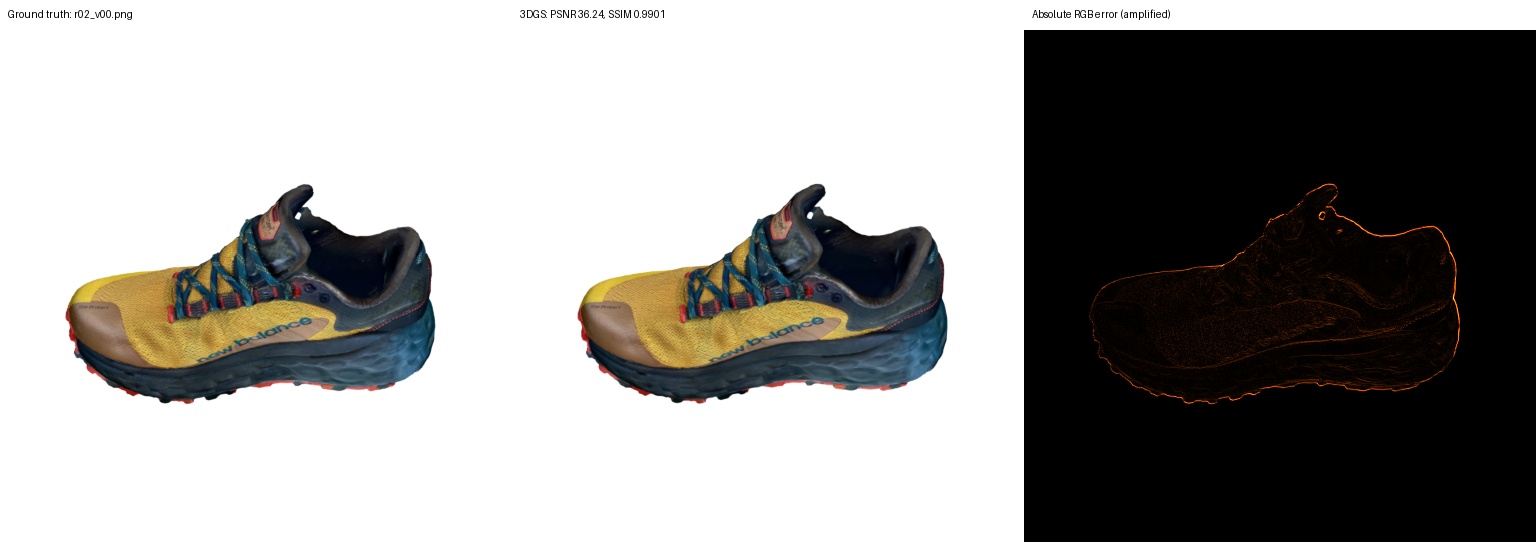 Ground truth: r02_v00.png
3DGS: PSNR 36.24, SSIM 0.9901
Absolute RGB error (amplified)
new balance
new balance